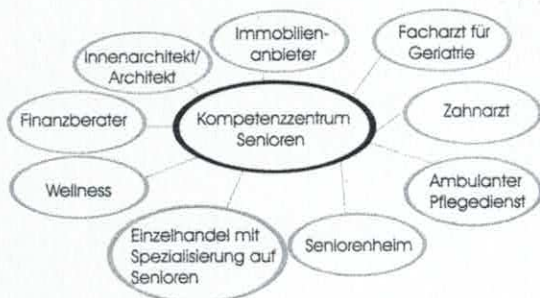 Immobilien-
anbieter
Facharzt für
Geriatrie
Innenarchitekt/
Architekt
Finanzberater
Kompetenzzentrum
Senioren
Zahnarzt
Wellness
Ambulanter
Pflegedienst
Einzelhandel mit
Spezialisierung auf
Senioren
Seniorenheim